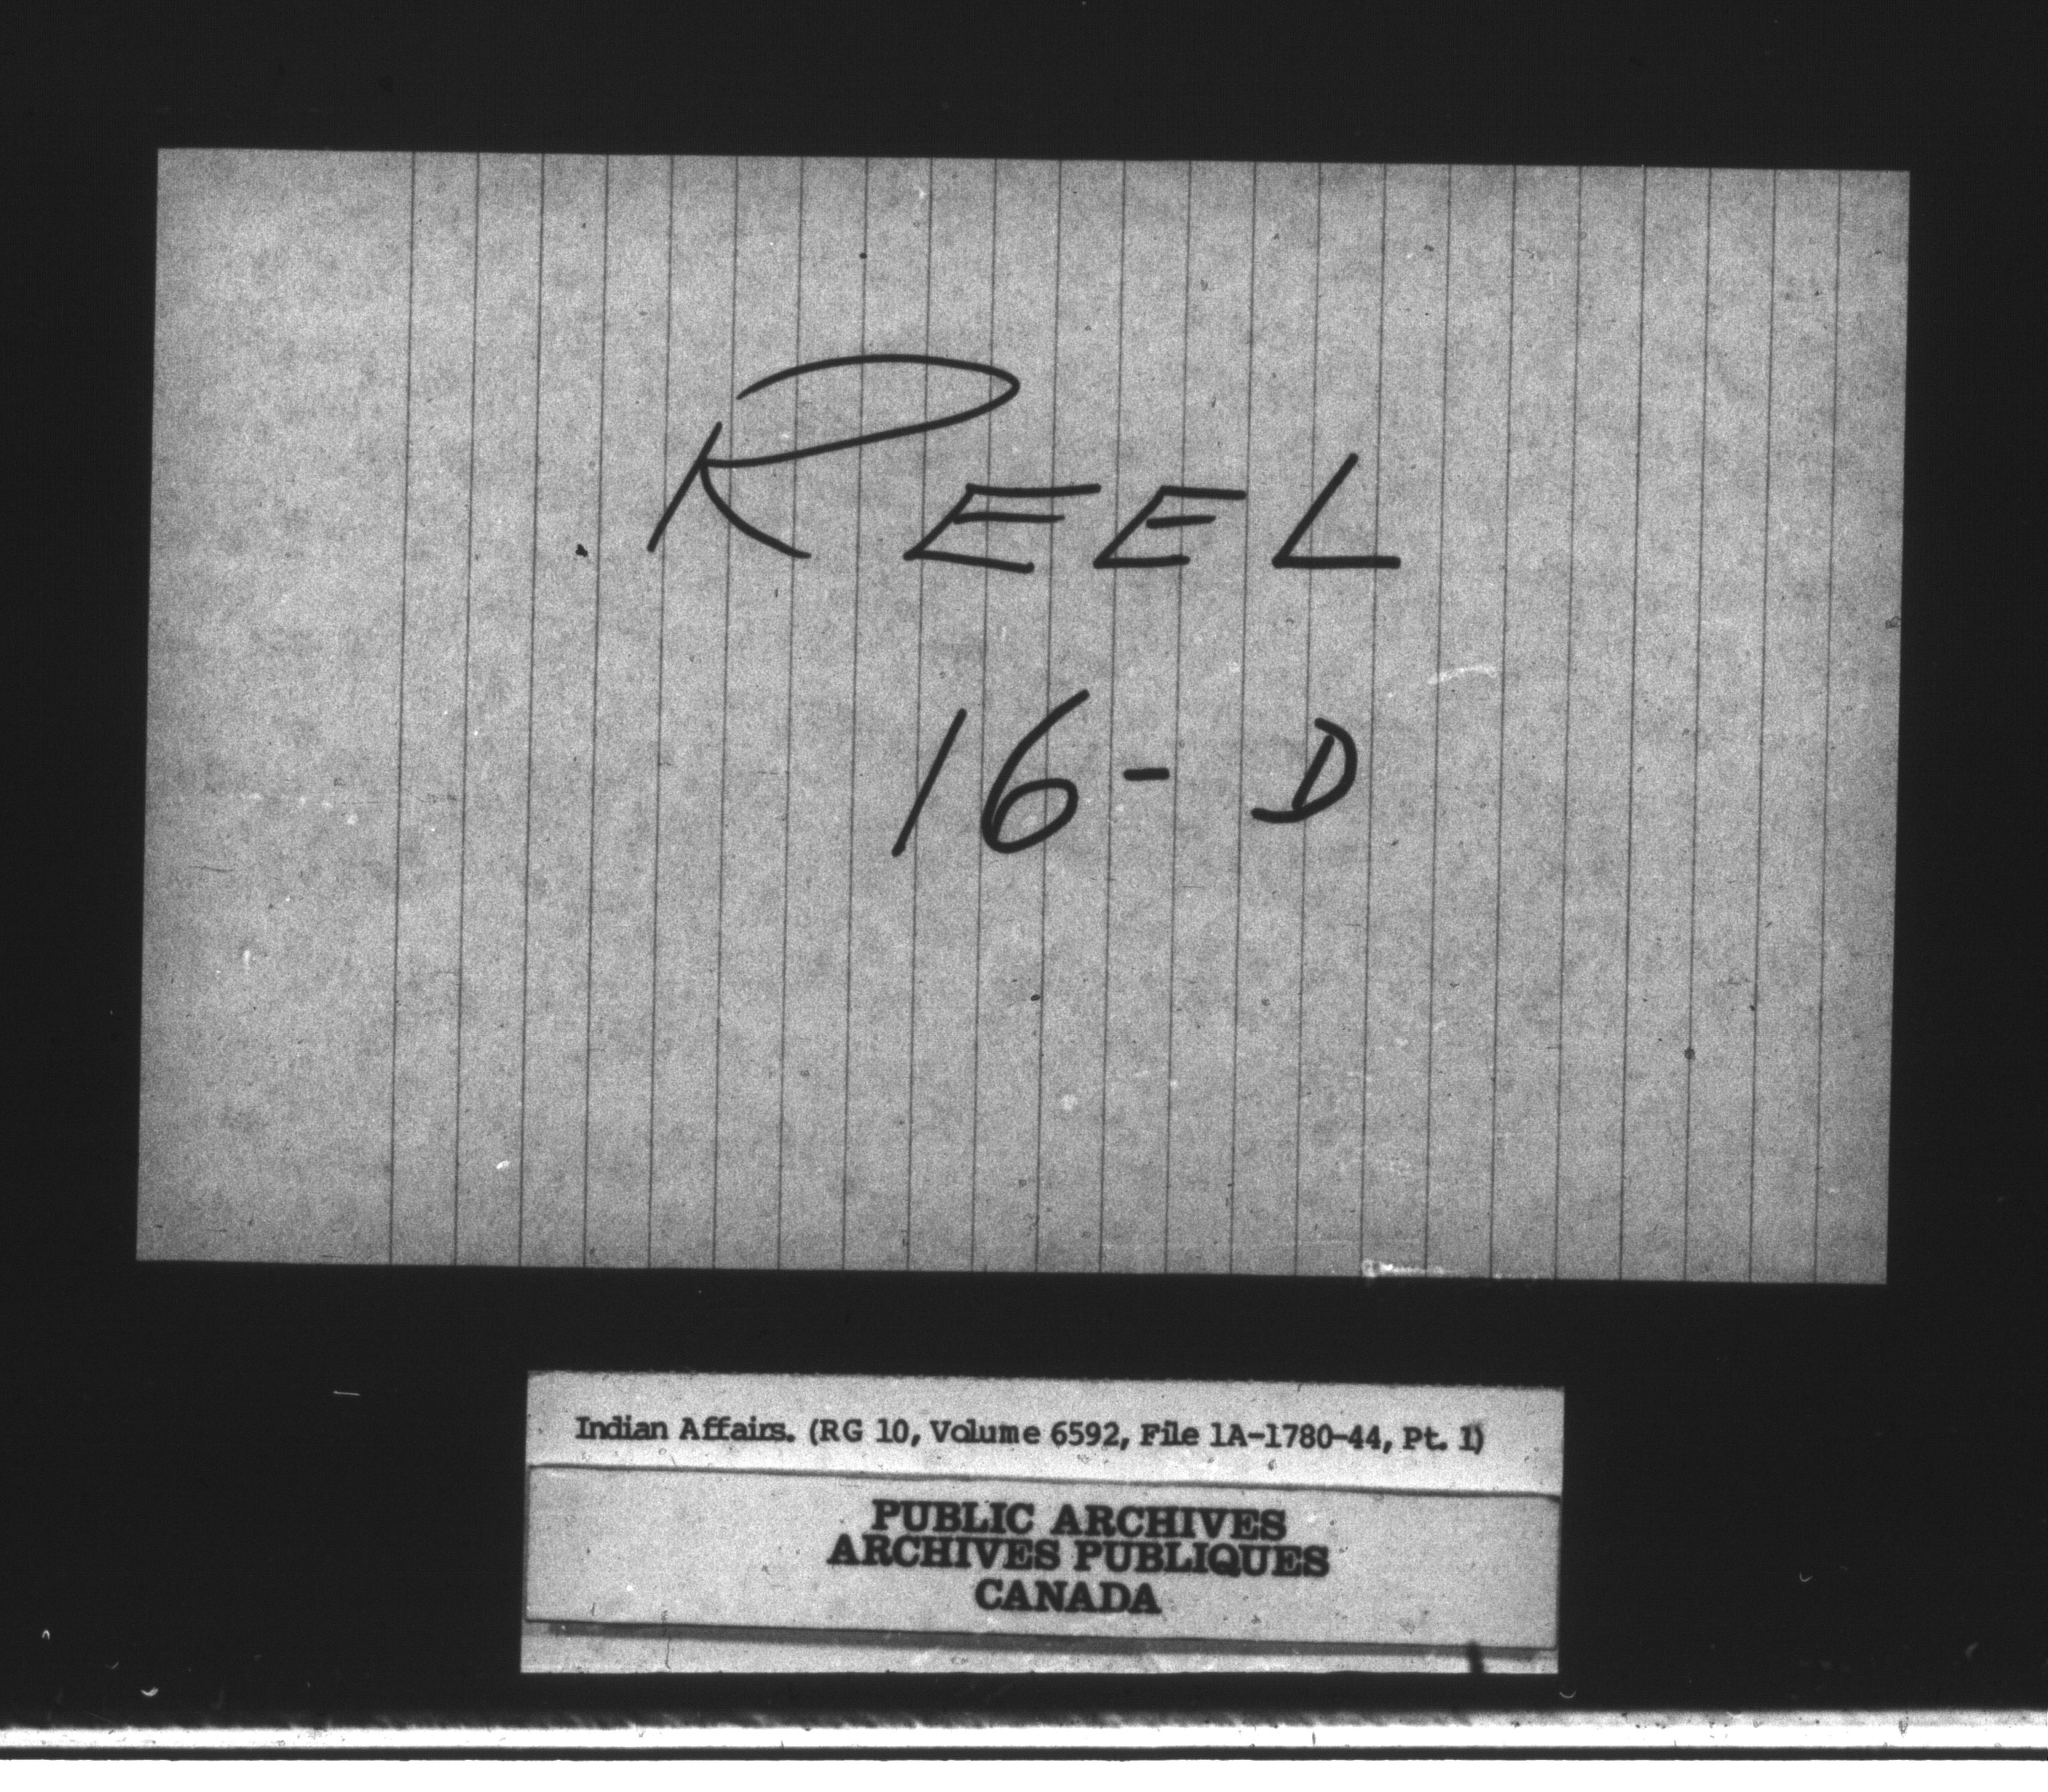 REEL
16-D
Indian Affairs. (RG 10, Volume 6592, File 1A-1780-44, Pt. 1)
PUBLIC ARCHIVES
ARCHIVES PUBLIQUES
CANADA